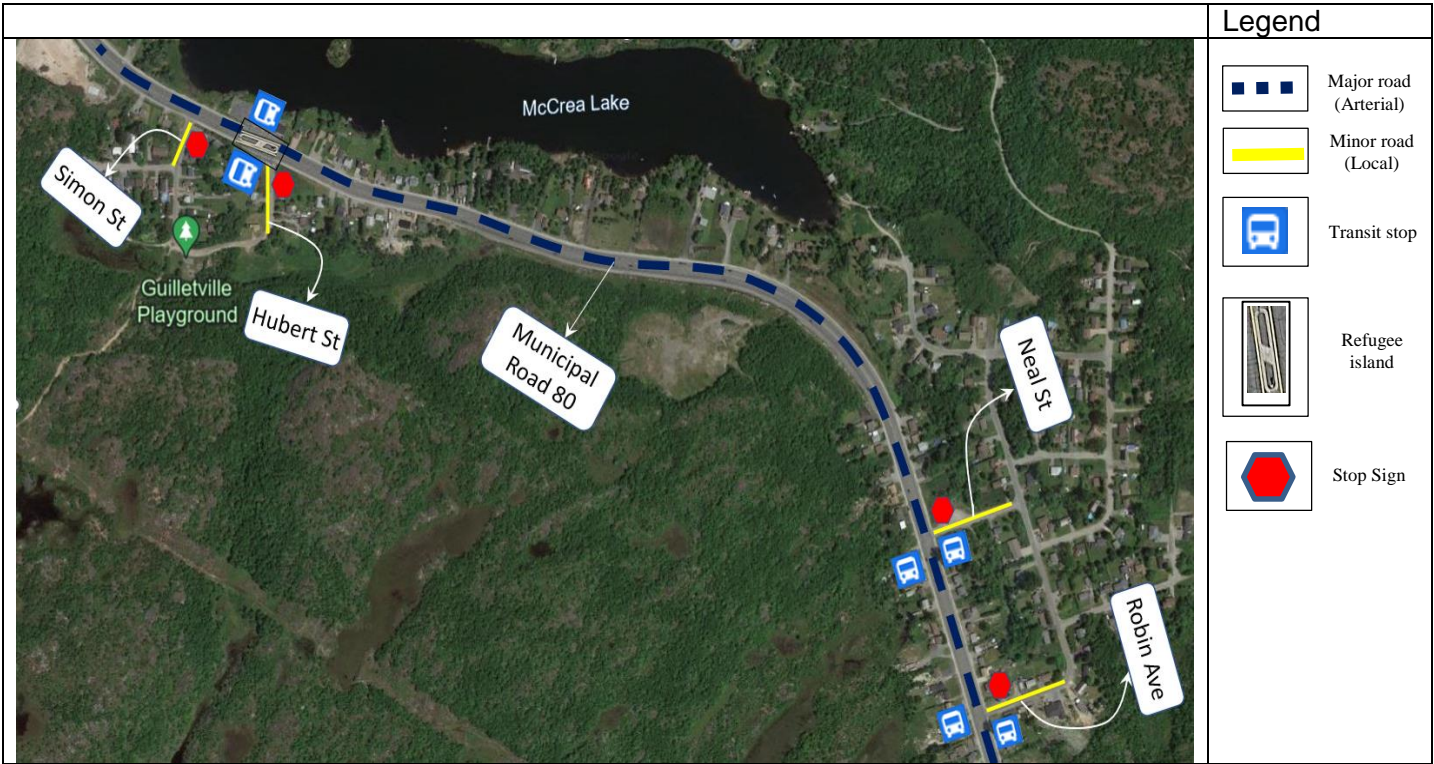 Legend
McCrea Lake
Simon St
Guilletville
Playground
Hubert St
Municipal
Road 80
Neal St
Robin Ave
Major road
(Arterial)
Minor road
(Local)
Transit stop
Refugee
island
Stop Sign